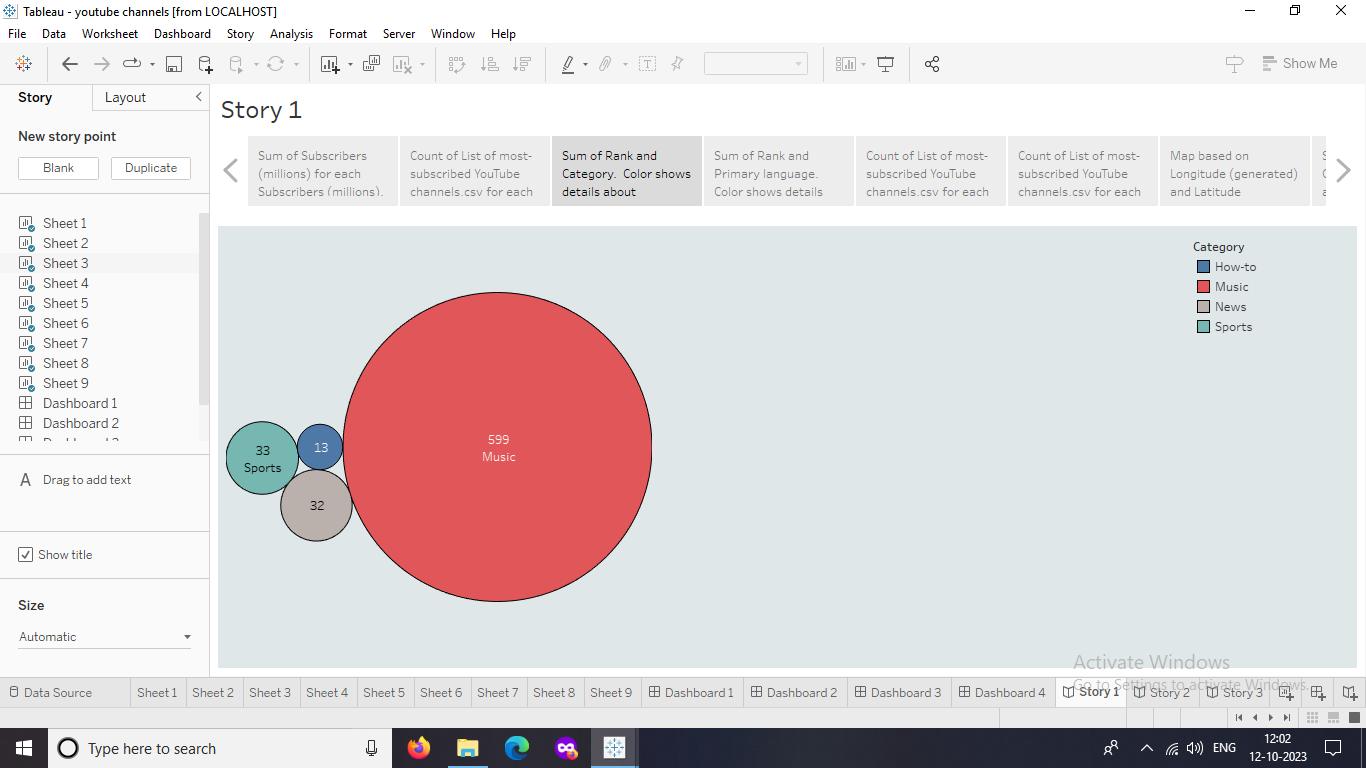 Tableau - youtube channels [from LOCALHOST]
File Data Worksheet Dashboard Story Analysis Format Server Window Help
Show Me
Story Layout
New story point
Blank Duplicate
Sheet 1
Sheet 2
Sheet 3
Sheet 4
Sheet 5
Sheet 6
Sheet 7
Sheet 8
Sheet 9
Dashboard 1
Dashboard 2
A Drag to add text
Show title
Size
Automatic
Story 1
Sum of Subscribers
(millions) for each
Subscribers (millions).
Count of List of most-
subscribed YouTube
channels.csv for each
Sum of Rank and
Category. Color shows
details about
Sum of Rank and
Primary language.
Color shows details
Count of List of most-
subscribed YouTube
channels.csv for each
Count of List of most-
subscribed YouTube
channels.csv for each
Map based on
Longitude (generated)
and Latitude
Category
How-to
Music
News
Sports
599
Music
33
Sports
13
32
Activate Windows
Go to Settings to activate Windows.
Data Source Sheet 1 Sheet 2 Sheet 3 Sheet 4 Sheet 5 Sheet 6 Sheet 7 Sheet 8 Sheet 9 Dashboard 1 Dashboard 2 Dashboard 3 Dashboard 4 Story 1 Story 2 Story 3
Type here to search
ENG
12:02
12-10-2023